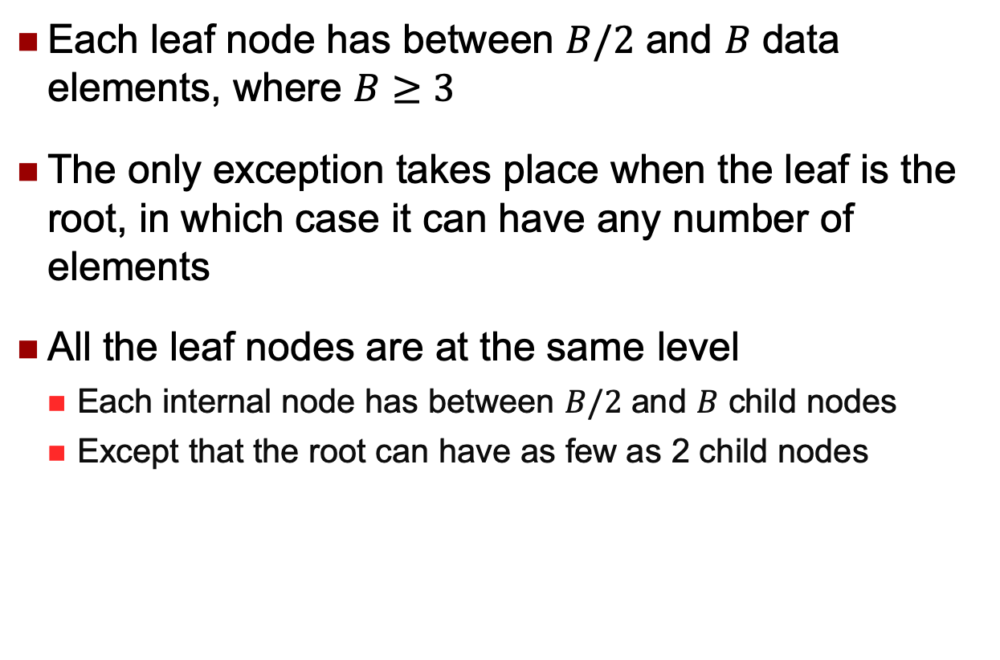 Each leaf node has between B/2 and B data
elements, where B ≥ 3
The only exception takes place when the leaf is the
root, in which case it can have any number of
elements
All the leaf nodes are at the same level
Each internal node has between B/2 and B child nodes
Except that the root can have as few as 2 child nodes